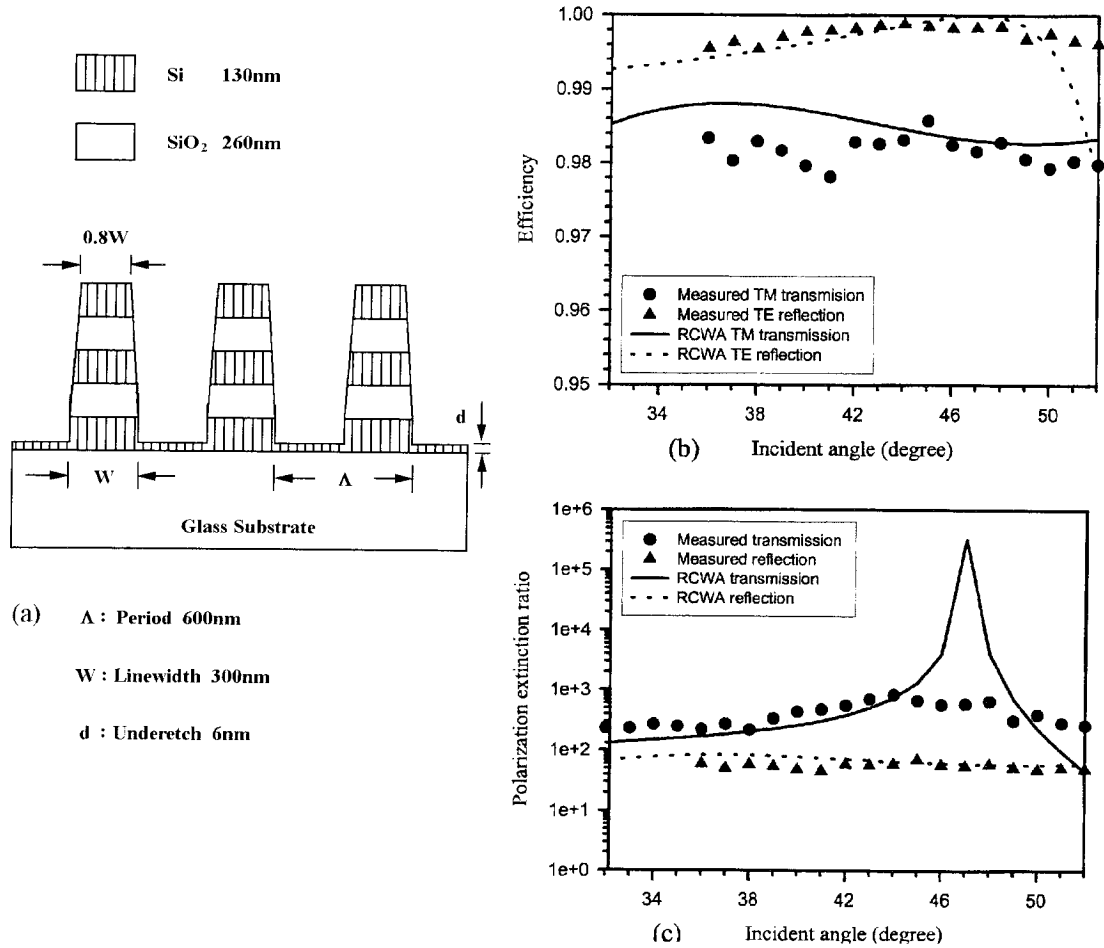 Si 130nm
SiO₂ 260nm
0.8W
d
W
Λ
Glass Substrate
(a) Λ : Period 600nm
W : Linewidth 300nm
d : Underetch 6nm
1.00
0.99
0.98
0.97
0.96
0.95
Efficiency
Measured TM transmision
Measured TE reflection
RCWA TM transmission
RCWA TE reflection
34 38 42 46 50
(b) Incident angle (degree)
1e+6
1e+5
1e+4
1e+3
1e+2
1e+1
1e+0
Polarization extinction ratio
Measured transmission
Measured reflection
RCWA transmission
RCWA reflection
34 38 42 46 50
(c) Incident angle (degree)